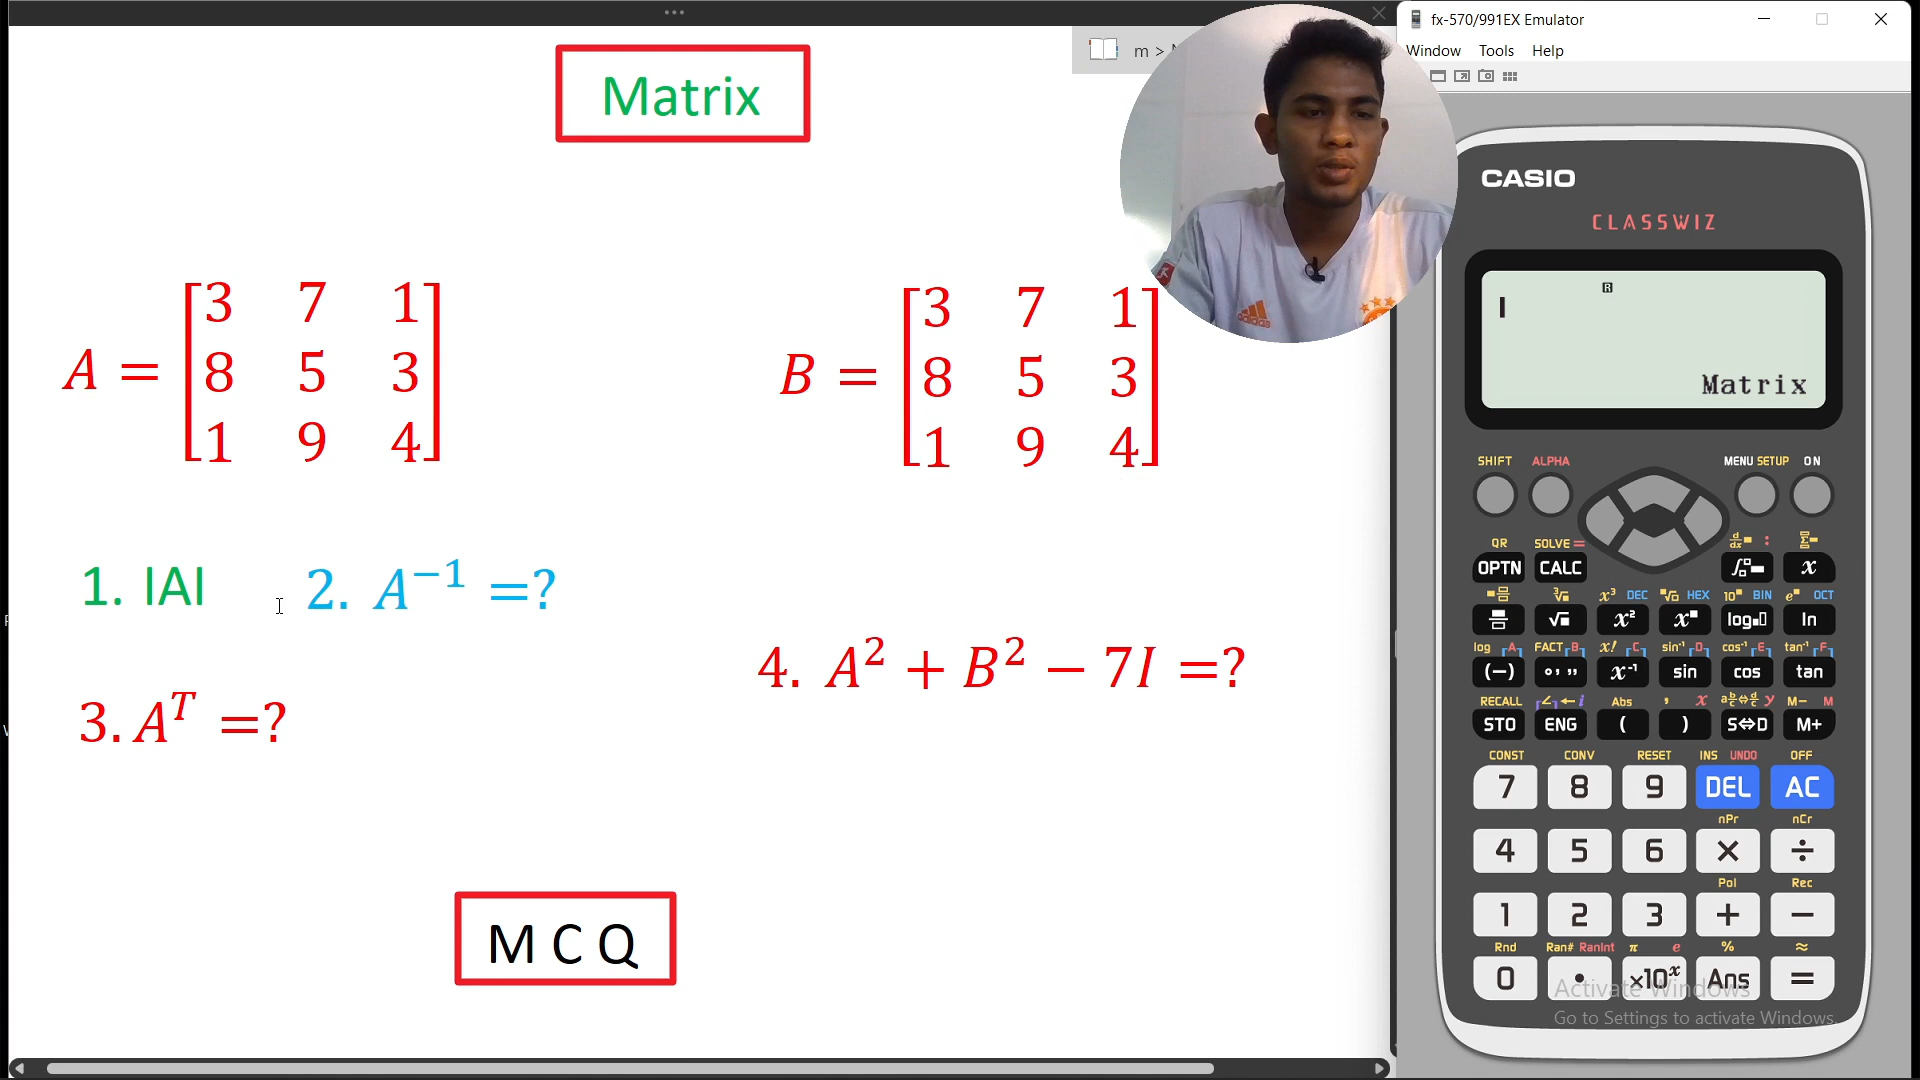 Matrix
m >
fx-570/991EX Emulator
Window Tools Help
A = [3 7 1
8 5 3
1 9 4]
B = [3 7 1
8 5 3
1 9 4]
1. IAI
2. A⁻¹ =?
3. Aᵀ =?
4. A² + B² − 7I =?
M C Q
CASIO
CLASSWIZ
R
Matrix
SHIFT ALPHA MENU SETUP ON
QR SOLVE = d/dx :  Σ
OPTN CALC ∫ x
³√ x³ DEC ⁿ√ HEX 10 BIN e OCT
√ x² x log ln
log A FACT B x! C sin⁻¹ D cos⁻¹ E tan⁻¹ F
(−) ° ' " x⁻¹ sin cos tan
RECALL ∠ ← i Abs , x a b/c ⇔ d/c y M− M
STO ENG ( ) S⇔D M+
CONST CONV RESET INS UNDO OFF
7 8 9 DEL AC
nPr nCr
4 5 6 × ÷
Pol Rec
1 2 3 + −
Rnd Ran# RanInt π e % ≈
0 • ×10ˣ Ans =
Activate Windows
Go to Settings to activate Windows.